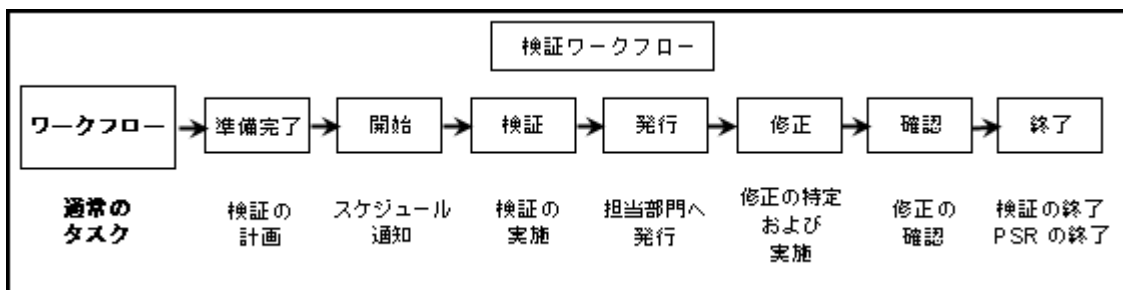 検証ワークフロー
ワークフロー
準備完了
開始
検証
発行
修正
確認
終了
通常の
タスク
検証の
計画
スケジュール
通知
検証の
実施
担当部門へ
発行
修正の特定
および
実施
修正の
確認
検証の終了
PSR の終了